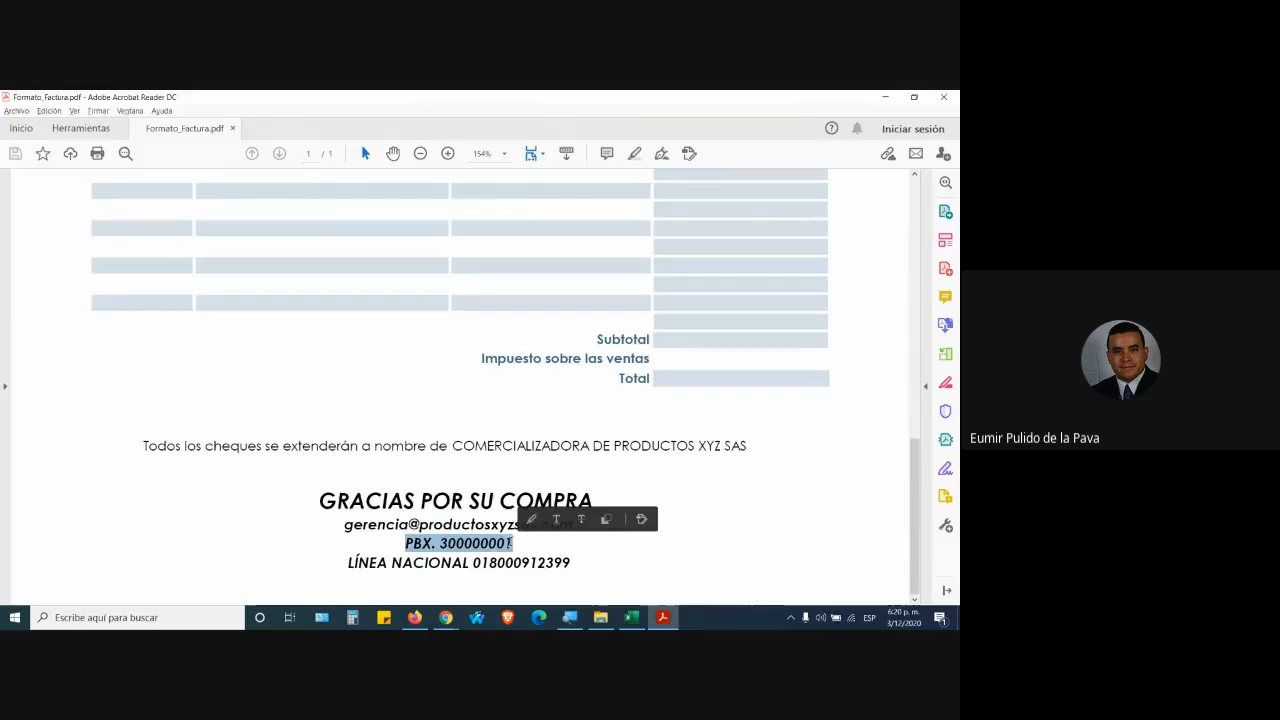 Formato_Factura.pdf - Adobe Acrobat Reader DC
Archivo Edición Ver Firmar Ventana Ayuda
Inicio Herramientas Formato_Factura.pdf × Iniciar sesión
1 / 1 154%
Subtotal
Impuesto sobre las ventas
Total
Todos los cheques se extenderán a nombre de COMERCIALIZADORA DE PRODUCTOS XYZ SAS
GRACIAS POR SU COMPRA
gerencia@productosxyzs
PBX. 300000001
LÍNEA NACIONAL 018000912399
Eumir Pulido de la Pava
Escribe aquí para buscar
ESP
6:20 p. m.
3/12/2020